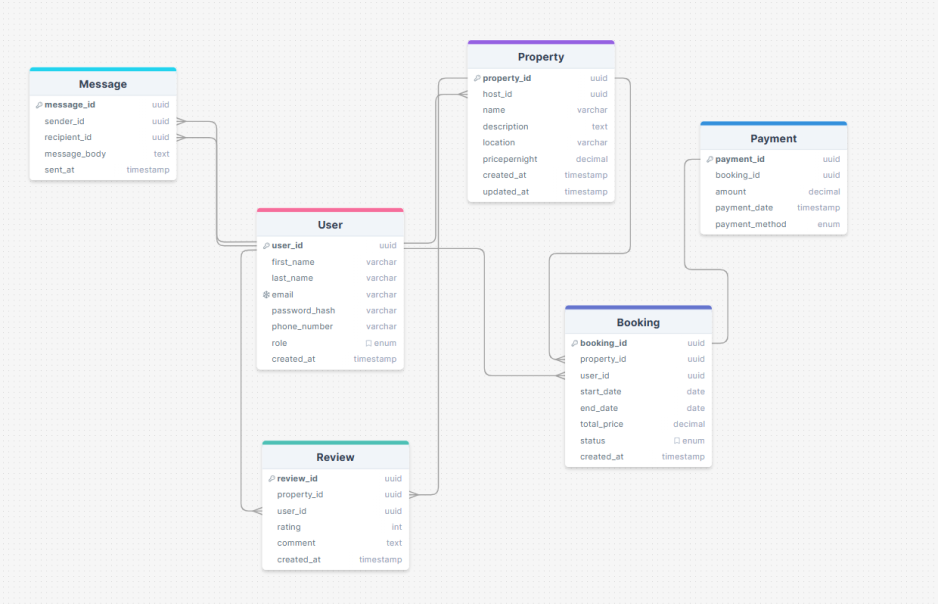 Message
message_id uuid
sender_id uuid
recipient_id uuid
message_body text
sent_at timestamp
Property
property_id uuid
host_id uuid
name varchar
description text
location varchar
pricepernight decimal
created_at timestamp
updated_at timestamp
Payment
payment_id uuid
booking_id uuid
amount decimal
payment_date timestamp
payment_method enum
User
user_id uuid
first_name varchar
last_name varchar
email varchar
password_hash varchar
phone_number varchar
role enum
created_at timestamp
Booking
booking_id uuid
property_id uuid
user_id uuid
start_date date
end_date date
total_price decimal
status enum
created_at timestamp
Review
review_id uuid
property_id uuid
user_id uuid
rating int
comment text
created_at timestamp